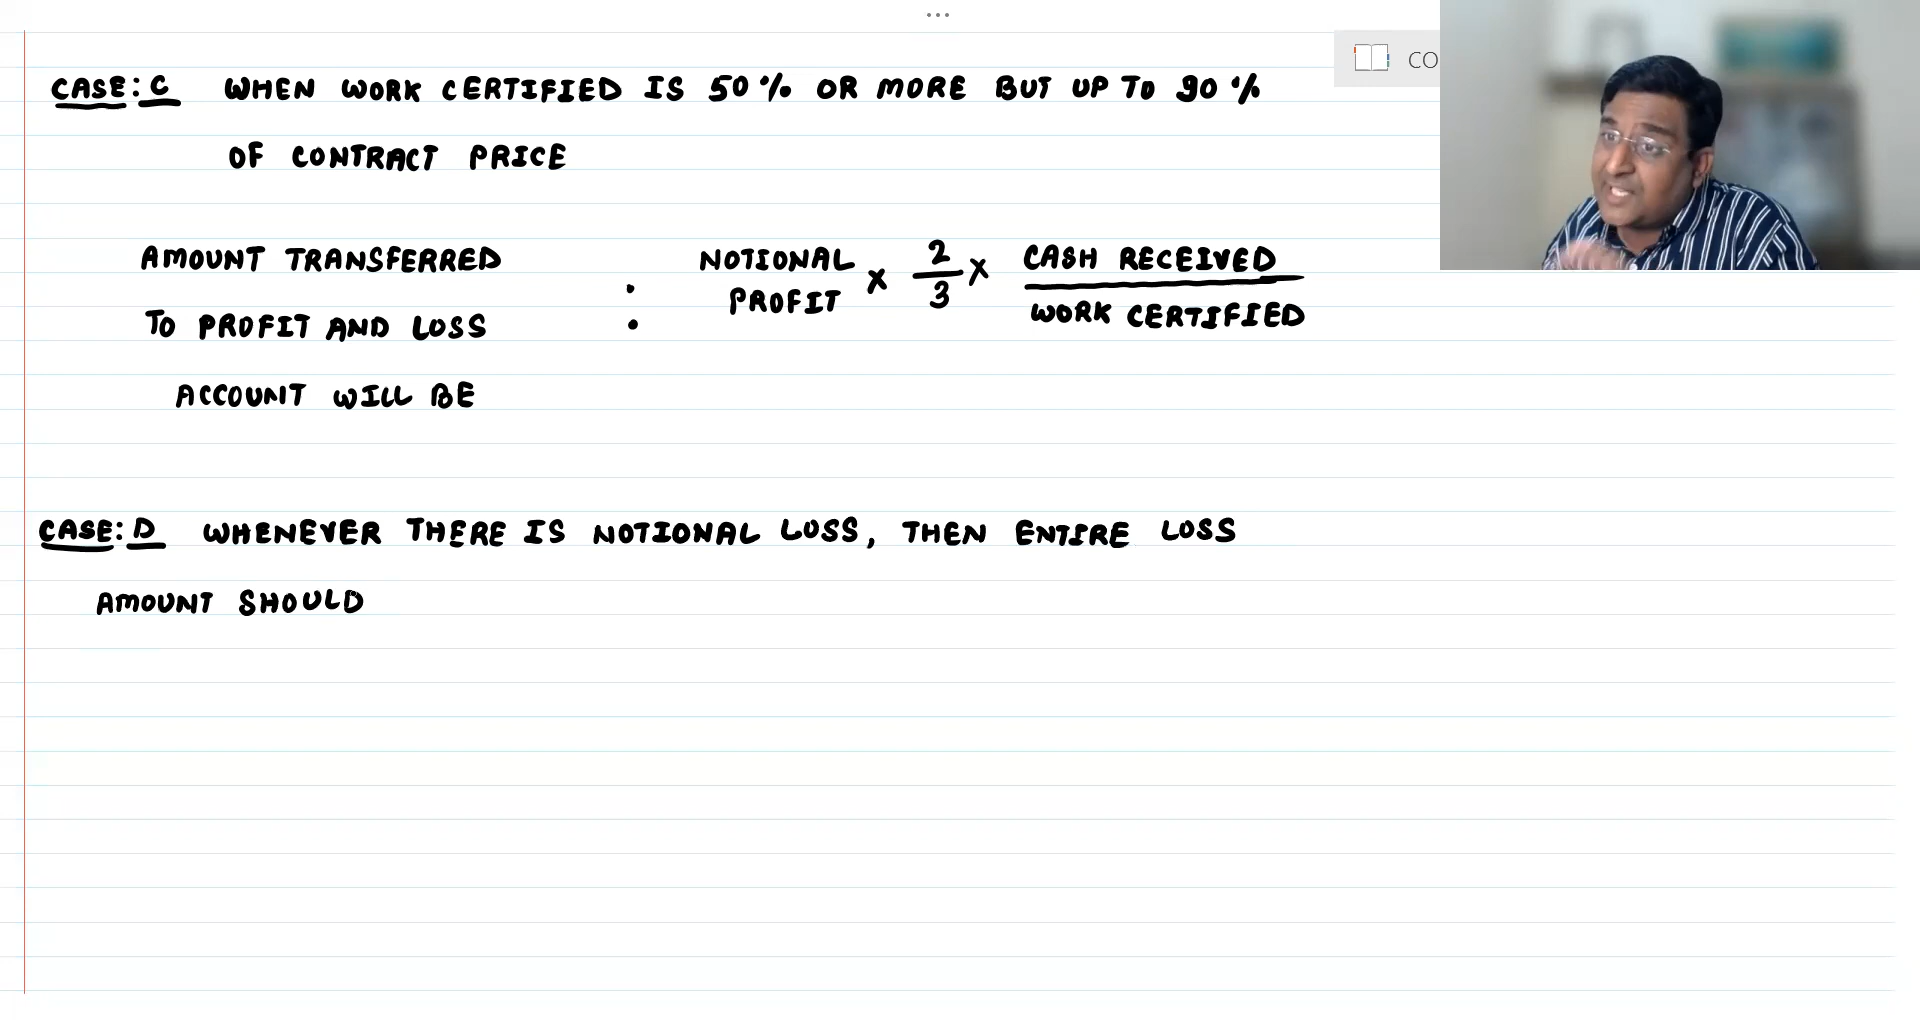 CASE: C WHEN WORK CERTIFIED IS 50% OR MORE BUT UP TO 90%
OF CONTRACT PRICE
AMOUNT TRANSFERRED
TO PROFIT AND LOSS
ACCOUNT WILL BE
:
NOTIONAL PROFIT × 2/3 × CASH RECEIVED / WORK CERTIFIED
CASE: D WHENEVER THERE IS NOTIONAL LOSS, THEN ENTIRE LOSS
AMOUNT SHOULD
CO